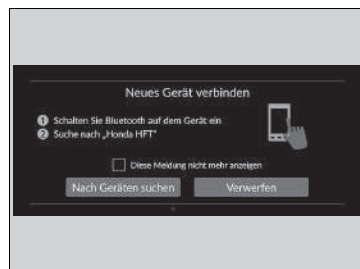 Neues Gerät verbinden
1 Schalten Sie Bluetooth auf dem Gerät ein
2 Suche nach „Honda HFT“
Diese Meldung nicht mehr anzeigen
Nach Geräten suchen
Verwerfen